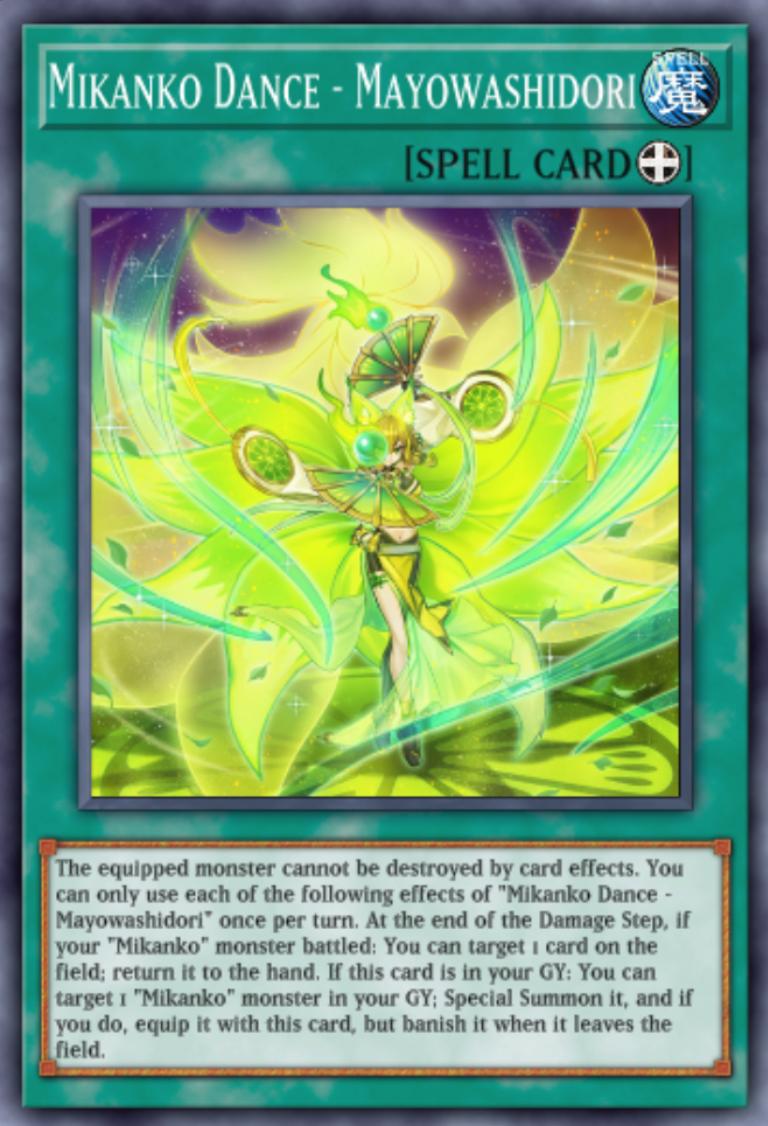 MIKANKO DANCE - MAYOWASHIDORI
SPELL
魔
[SPELL CARD]
The equipped monster cannot be destroyed by card effects. You
can only use each of the following effects of "Mikanko Dance -
Mayowashidori" once per turn. At the end of the Damage Step, if
your "Mikanko" monster battled: You can target 1 card on the
field; return it to the hand. If this card is in your GY: You can
target 1 "Mikanko" monster in your GY; Special Summon it, and if
you do, equip it with this card, but banish it when it leaves the
field.